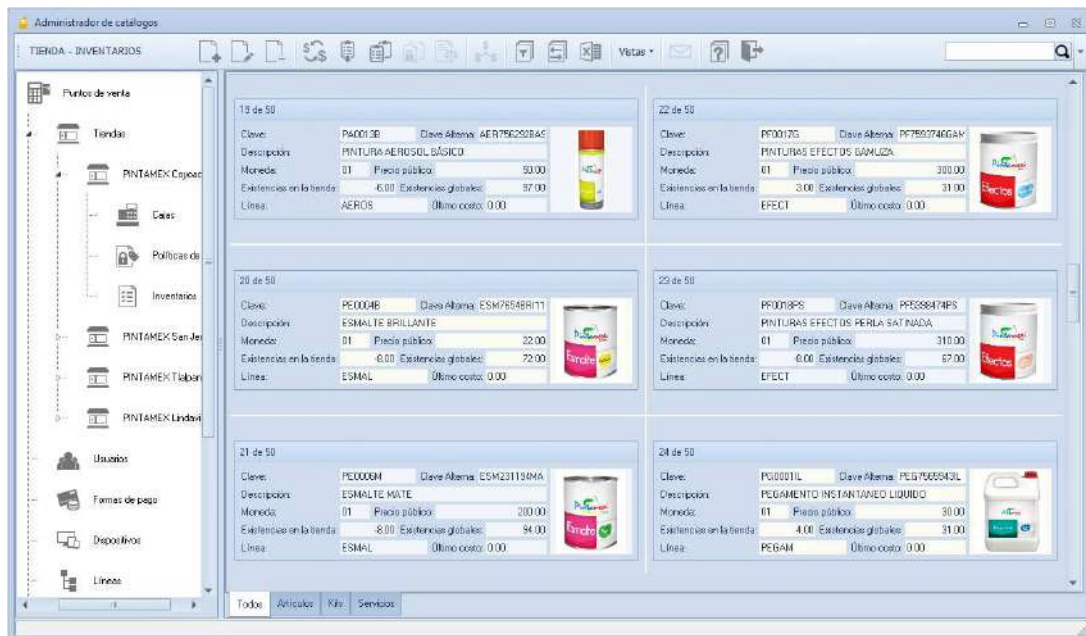 Administrador de catálogos
TIENDA - INVENTARIOS
Vistas
Puntos de venta
Tiendas
PINTAMEX Coyoac
Cajas
Políticas de
Inventarios
PINTAMEX San Jer
PINTAMEX Tlalpan
PINTAMEX Lindavi
Usuarios
Formas de pago
Dispositivos
Líneas
19 de 50
Clave: PA0013B Clave Alterna: AER756292BAS
Descripción: PINTURA AEROSOL BÁSICO
Moneda: 01 Precio público: 50.00
Existencias en la tienda: -6.00 Existencias globales: 97.00
Línea: AEROS Último costo: 0.00
20 de 50
Clave: PE0004B Clave Alterna: ESM7654BRI11
Descripción: ESMALTE BRILLANTE
Moneda: 01 Precio público: 22.00
Existencias en la tienda: -8.00 Existencias globales: 72.00
Línea: ESMAL Último costo: 0.00
Esmalte
21 de 50
Clave: PE0006M Clave Alterna: ESM231194MA
Descripción: ESMALTE MATE
Moneda: 01 Precio público: 200.00
Existencias en la tienda: -8.00 Existencias globales: 94.00
Línea: ESMAL Último costo: 0.00
Esmalte
22 de 50
Clave: PF0017G Clave Alterna: PF7593746GAM
Descripción: PINTURAS EFECTOS GAMUZA
Moneda: 01 Precio público: 300.00
Existencias en la tienda: 3.00 Existencias globales: 31.00
Línea: EFECT Último costo: 0.00
Efectos
23 de 50
Clave: PF0018PS Clave Alterna: PF5398474PS
Descripción: PINTURAS EFECTOS PERLA SATINADA
Moneda: 01 Precio público: 310.00
Existencias en la tienda: -8.00 Existencias globales: 67.00
Línea: EFECT Último costo: 0.00
Efectos
24 de 50
Clave: PG0001IL Clave Alterna: PEG7565943IL
Descripción: PEGAMENTO INSTANTANEO LIQUIDO
Moneda: 01 Precio público: 30.00
Existencias en la tienda: 4.00 Existencias globales: 31.00
Línea: PEGAM Último costo: 0.00
Todos Artículos Kits Servicios